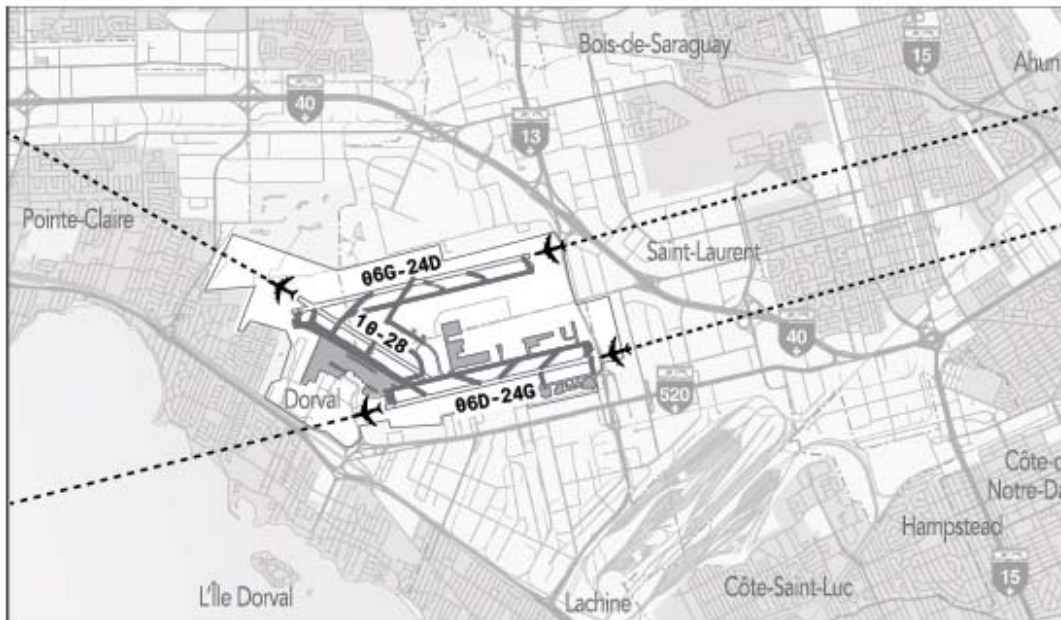 Bois-de-Saraguay
15
Ahun
40
13
Pointe-Claire
Saint-Laurent
06G-24D
10-28
40
Dorval
06D-24G
520
Côte-d
Notre-Da
Hampstead
15
L'Île Dorval
Côte-Saint-Luc
Lachine